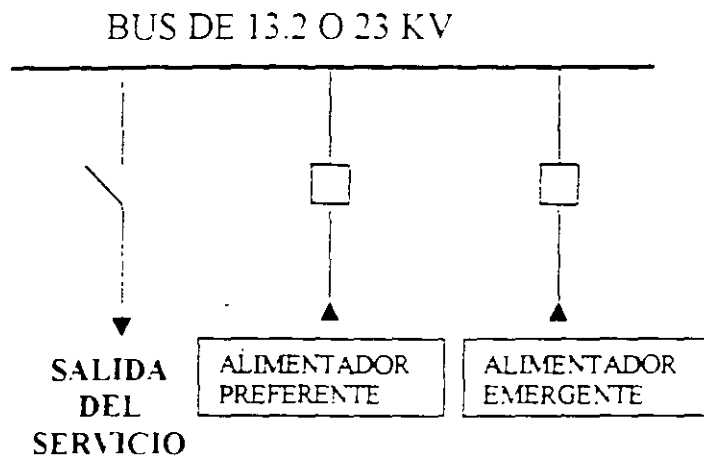 BUS DE 13.2 O 23 KV
SALIDA
DEL
SERVICIO
ALIMENTADOR
PREFERENTE
ALIMENTADOR
EMERGENTE